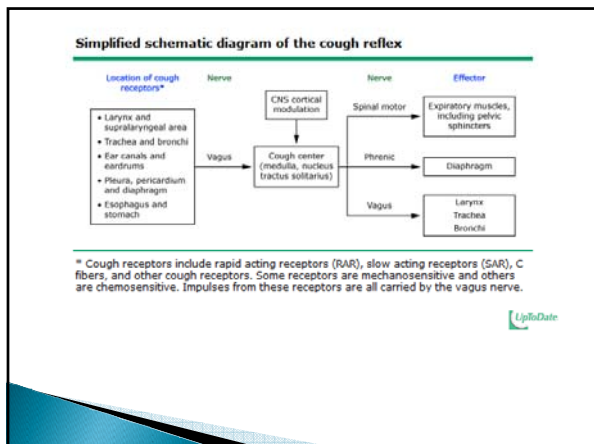 Simplified schematic diagram of the cough reflex
Location of cough
receptors*
Nerve
Nerve
Effector
• Larynx and
supralaryngeal area
• Trachea and bronchi
• Ear canals and
eardrums
• Pleura, pericardium
and diaphragm
• Esophagus and
stomach
Vagus
CNS cortical
modulation
Cough center
(medulla, nucleus
tractus solitarius)
Spinal motor
Expiratory muscles,
including pelvic
sphincters
Phrenic
Diaphragm
Vagus
Larynx
Trachea
Bronchi
* Cough receptors include rapid acting receptors (RAR), slow acting receptors (SAR), C
fibers, and other cough receptors. Some receptors are mechanosensitive and others
are chemosensitive. Impulses from these receptors are all carried by the vagus nerve.
UpToDate